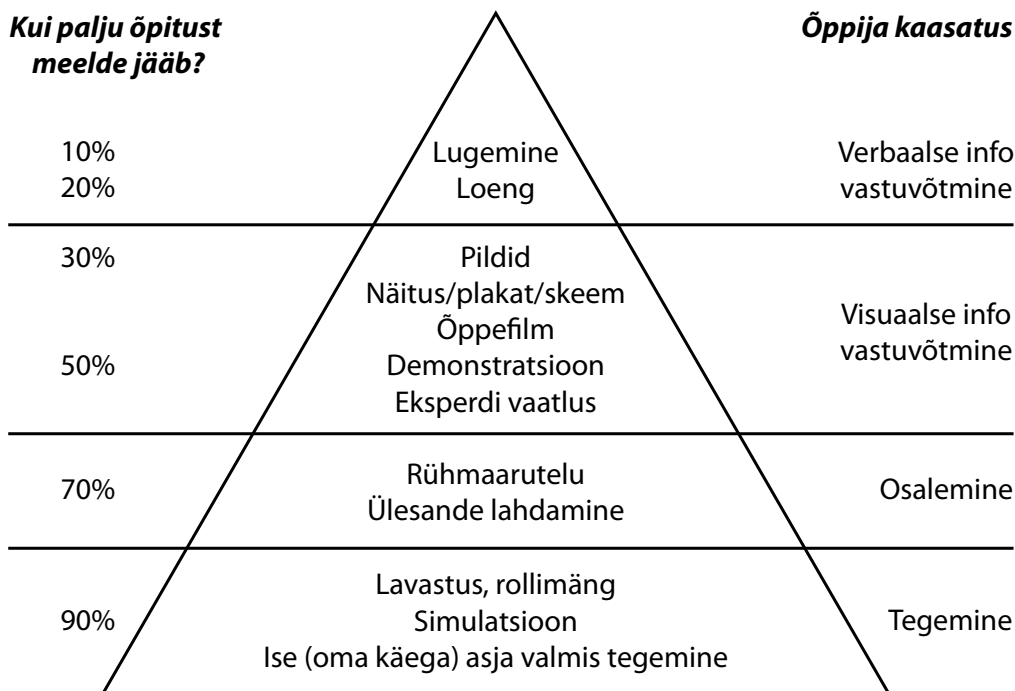 Kui palju õpitust
meelde jääb?
Õppija kaasatus
10%
Lugemine
Verbaalse info
20%
Loeng
vastuvõtmine
30%
Pildid
Näitus/plakat/skeem
Visuaalse info
Õppefilm
vastuvõtmine
50%
Demonstratsioon
Eksperdi vaatlus
70%
Rühmaarutelu
Ülesande lahdamine
Osalemine
90%
Lavastus, rollimäng
Simulatsioon
Ise (oma käega) asja valmis tegemine
Tegemine